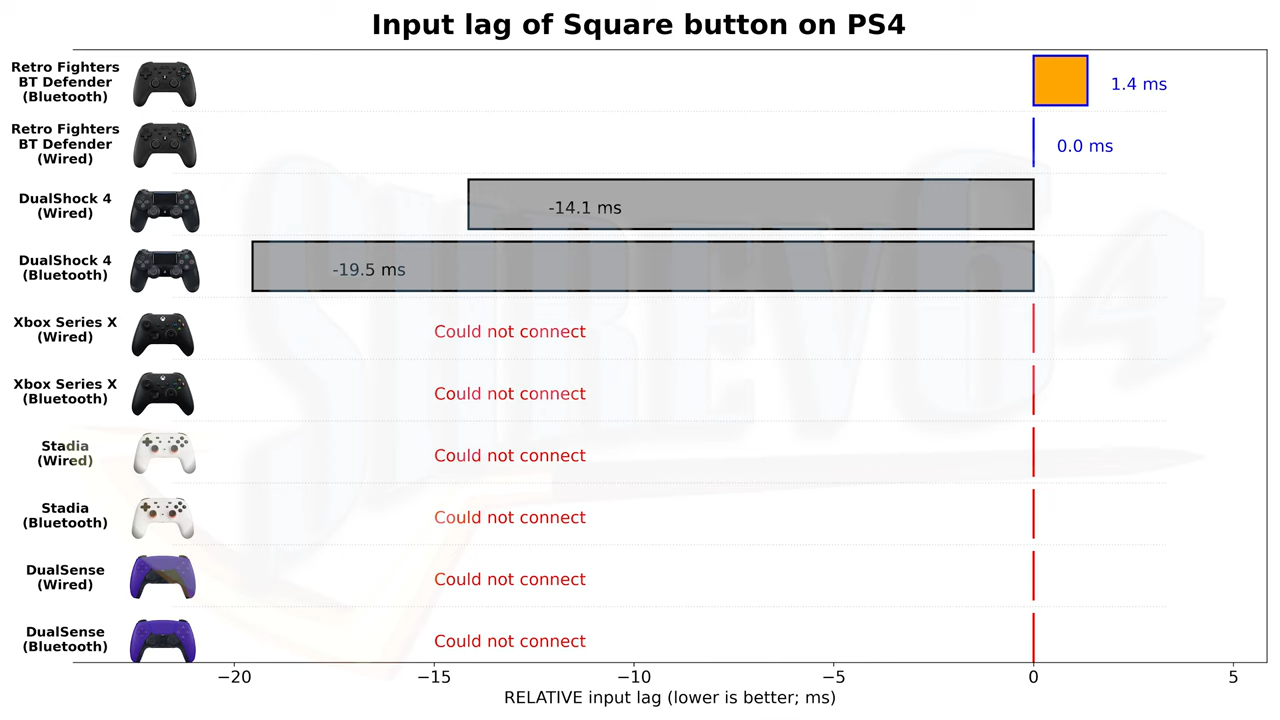 Input lag of Square button on PS4
Retro Fighters
BT Defender
(Bluetooth)
1.4 ms
Retro Fighters
BT Defender
(Wired)
0.0 ms
DualShock 4
(Wired)
-14.1 ms
DualShock 4
(Bluetooth)
-19.5 ms
Xbox Series X
(Wired)
Could not connect
Xbox Series X
(Bluetooth)
Could not connect
Stadia
(Wired)
Could not connect
Stadia
(Bluetooth)
Could not connect
DualSense
(Wired)
Could not connect
DualSense
(Bluetooth)
Could not connect
−20 −15 −10 −5 0 5
RELATIVE input lag (lower is better; ms)